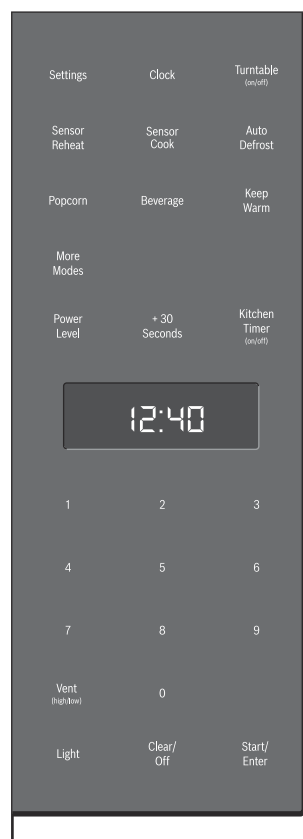 Settings Clock Turntable
(on/off)
Sensor Sensor Auto
Reheat Cook Defrost
Popcorn Beverage Keep
Warm
More
Modes
Power + 30 Kitchen
Level Seconds Timer
(on/off)
12:40
1 2 3
4 5 6
7 8 9
Vent 0
(high/low)
Light Clear/ Start/
Off Enter